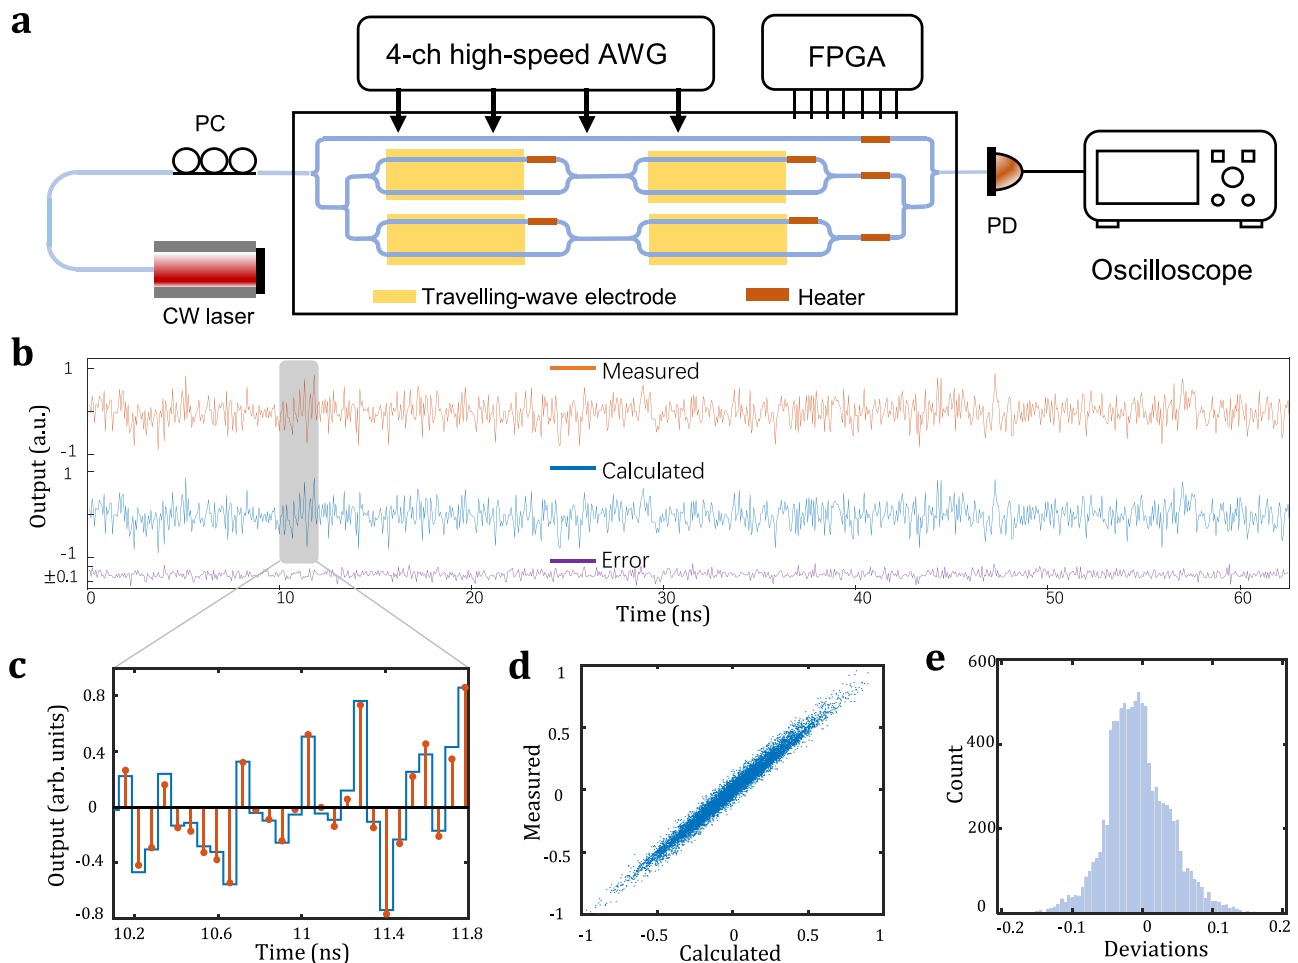 a
4-ch high-speed AWG
FPGA
PC
PD
CW laser
Travelling-wave electrode
Heater
Oscilloscope
b
Output (a.u.)
1
-1
1
-1
±0.1
Measured
Calculated
Error
0 10 20 30 40 50 60
Time (ns)
c
Output (arb. units)
0.8
0.4
0
-0.4
-0.8
10.2 10.6 11 11.4 11.8
Time (ns)
d
Measured
1
0.5
0
-0.5
-1
-1 -0.5 0 0.5 1
Calculated
e
Count
600
400
200
0
-0.2 -0.1 0 0.1 0.2
Deviations